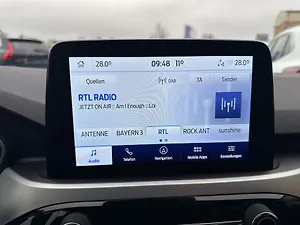 28.0° 09:48 11° 28.0°
Quellen DAB TA Sender
RTL RADIO
JETZT ON AIR :: Am I Enough :: Loi
ANTENNE BAYERN 3 RTL ROCK ANT sunshine
Audio Telefon Navigation Mobile Apps Einstellungen